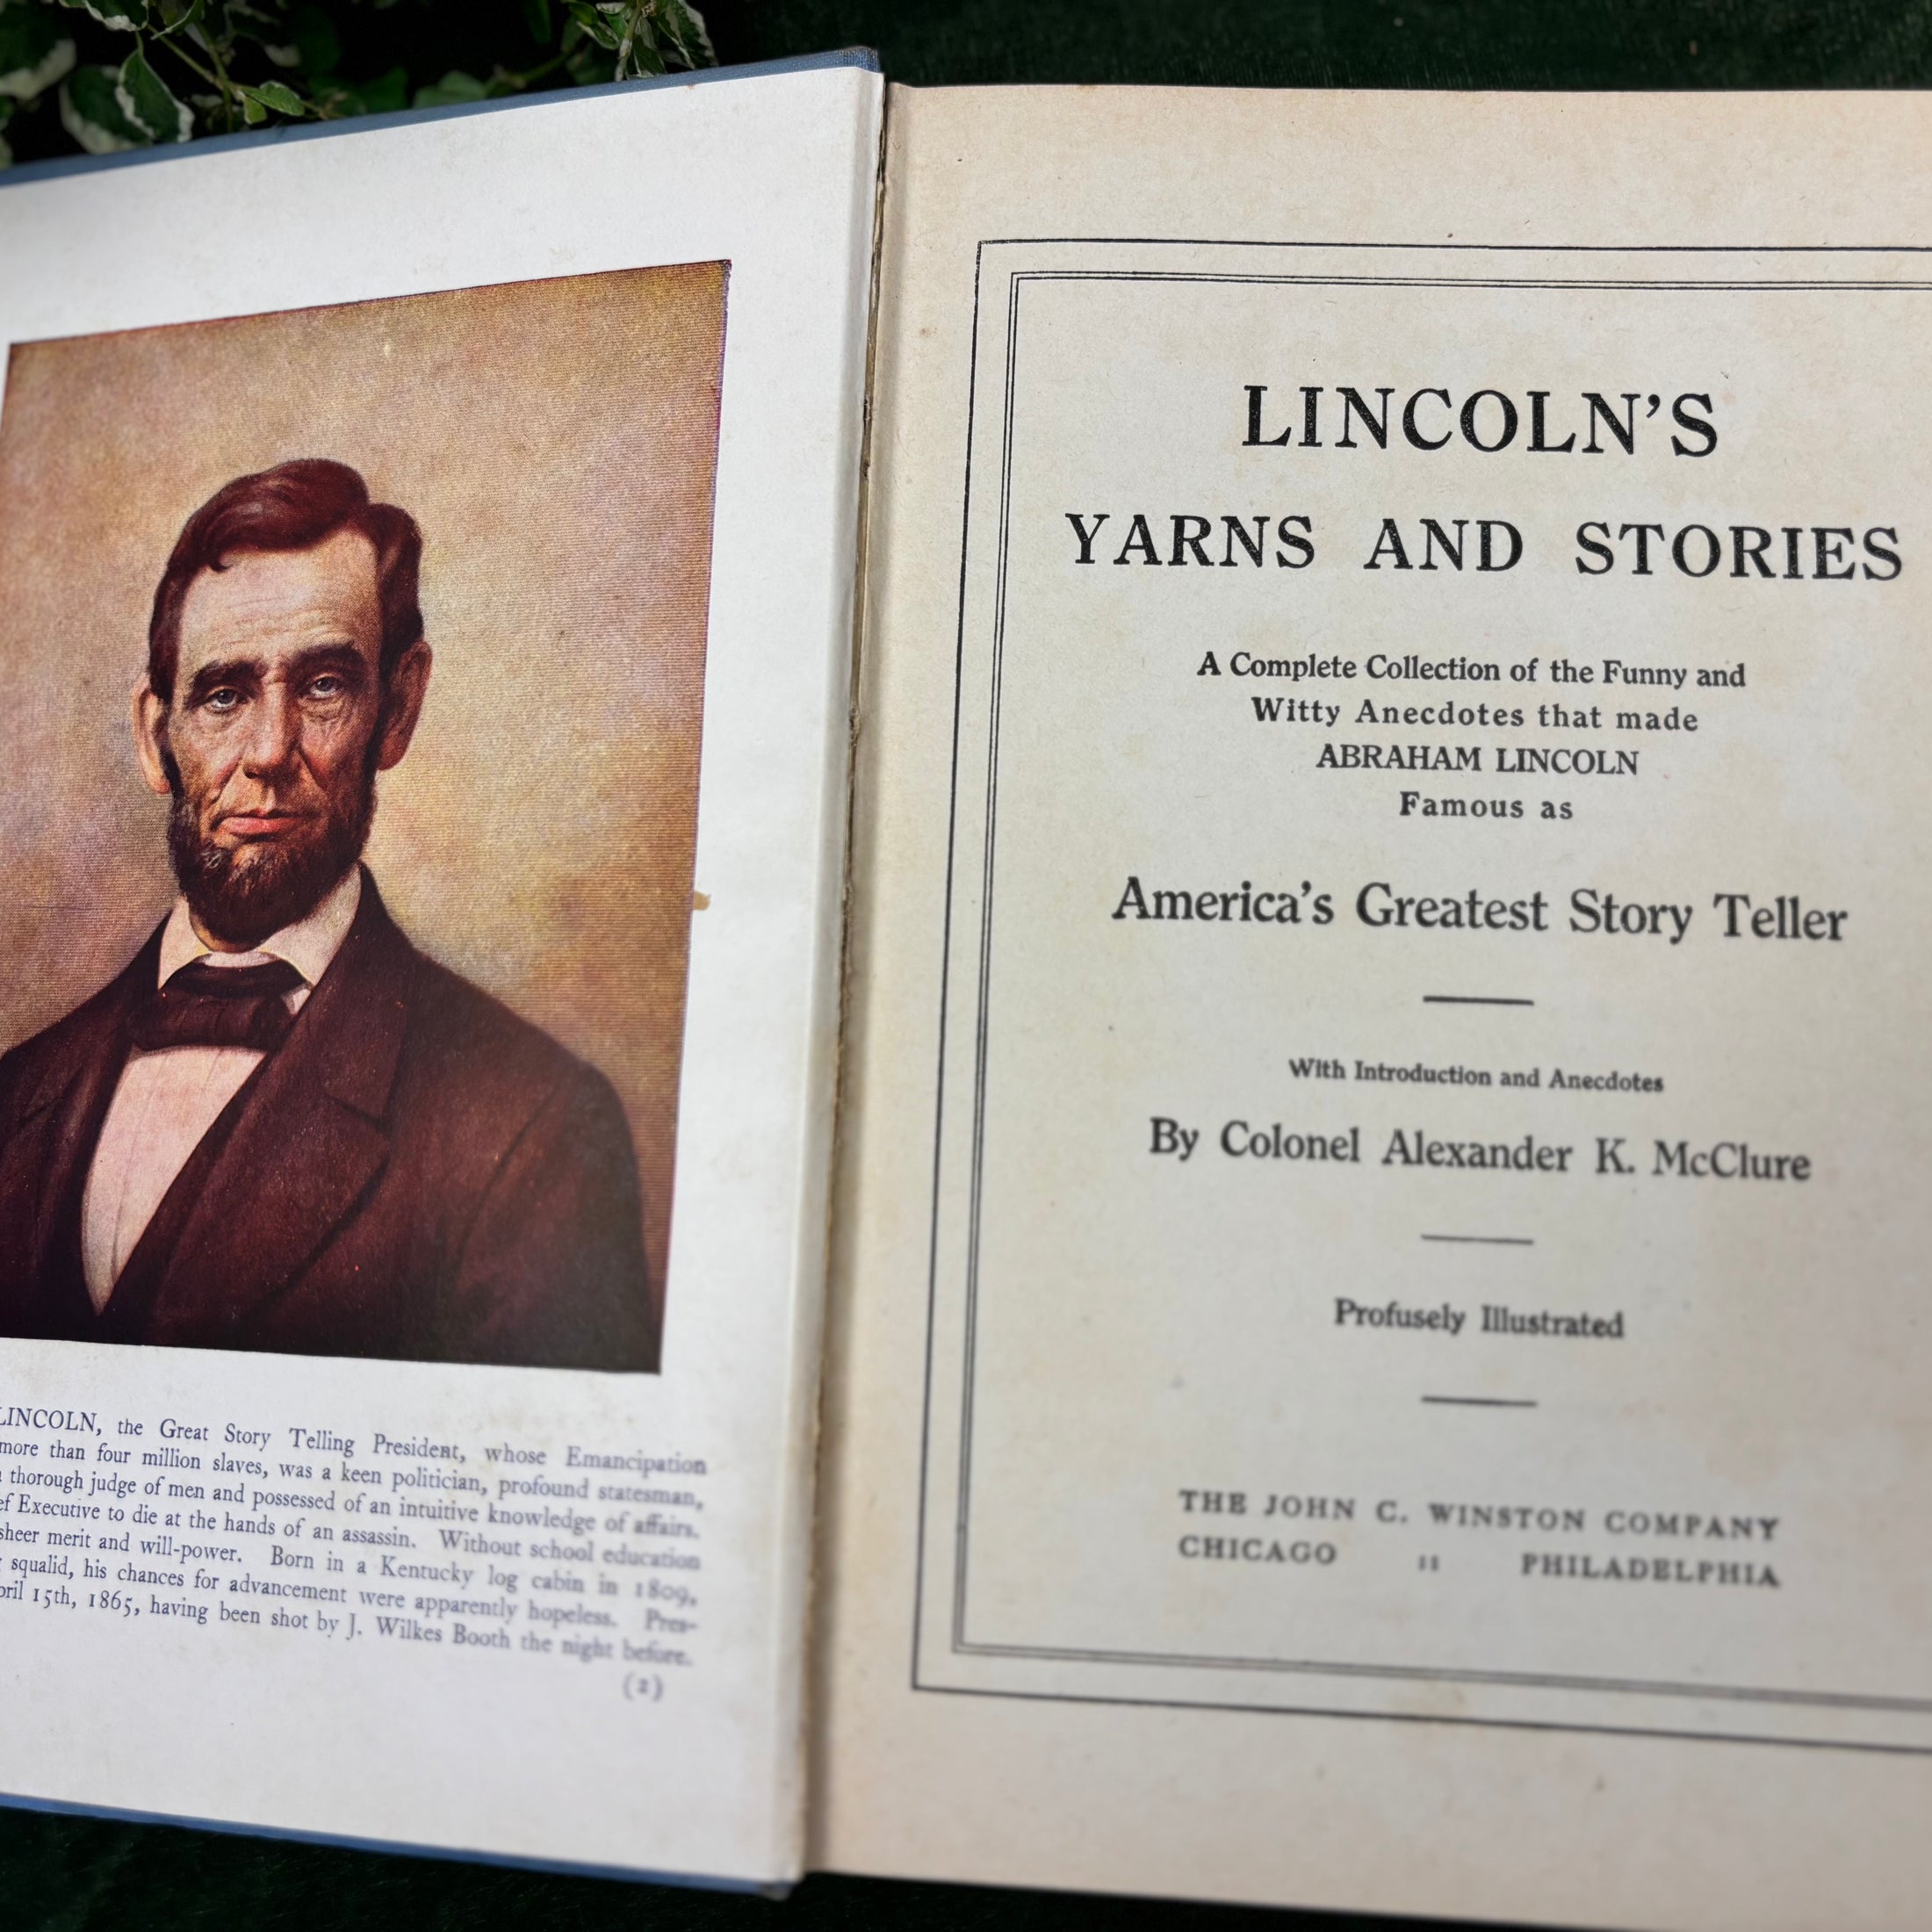 LINCOLN, the Great Story Telling President, whose Emancipation
more than four million slaves, was a keen politician, profound statesman,
thorough judge of men and possessed of an intuitive knowledge of affairs.
ef Executive to die at the hands of an assassin. Without school education
sheer merit and will-power. Born in a Kentucky log cabin in 1809,
squalid, his chances for advancement were apparently hopeless. Pres-
pril 15th, 1865, having been shot by J. Wilkes Booth the night before.
(2)
LINCOLN'S
YARNS AND STORIES
A Complete Collection of the Funny and
Witty Anecdotes that made
ABRAHAM LINCOLN
Famous as
America's Greatest Story Teller
With Introduction and Anecdotes
By Colonel Alexander K. McClure
Profusely Illustrated
THE JOHN C. WINSTON COMPANY
CHICAGO :: PHILADELPHIA